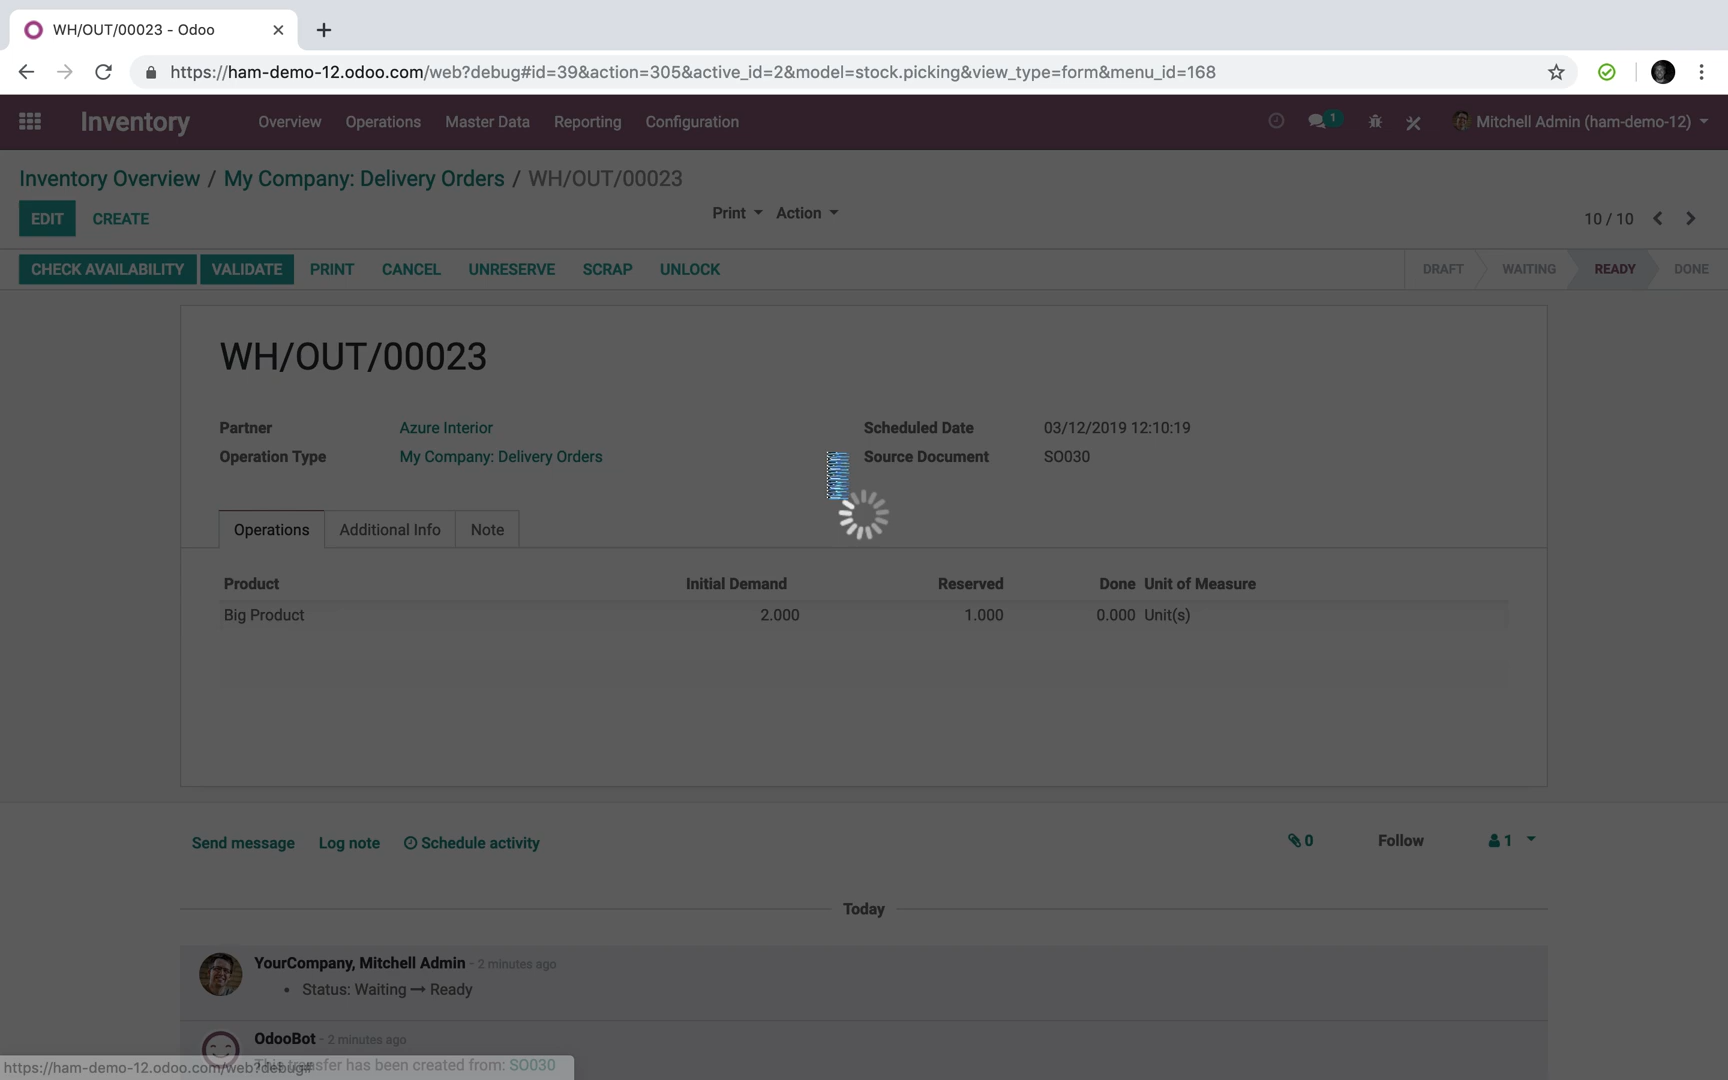 WH/OUT/00023 - Odoo
https://ham-demo-12.odoo.com/web?debug#id=39&action=305&active_id=2&model=stock.picking&view_type=form&menu_id=168
Inventory Overview Operations Master Data Reporting Configuration 1 Mitchell Admin (ham-demo-12)
Inventory Overview / My Company: Delivery Orders / WH/OUT/00023
EDIT CREATE Print Action 10 / 10
CHECK AVAILABILITY VALIDATE PRINT CANCEL UNRESERVE SCRAP UNLOCK DRAFT WAITING READY DONE
WH/OUT/00023
Partner Azure Interior Scheduled Date 03/12/2019 12:10:19
Operation Type My Company: Delivery Orders Source Document SO030
Operations Additional Info Note
Product Initial Demand Reserved Done Unit of Measure
Big Product 2.000 1.000 0.000 Unit(s)
Send message Log note Schedule activity 0 Follow 1
Today
YourCompany, Mitchell Admin - 2 minutes ago
• Status: Waiting → Ready
OdooBot - 2 minutes ago
This transfer has been created from: SO030
https://ham-demo-12.odoo.com/web?debug#